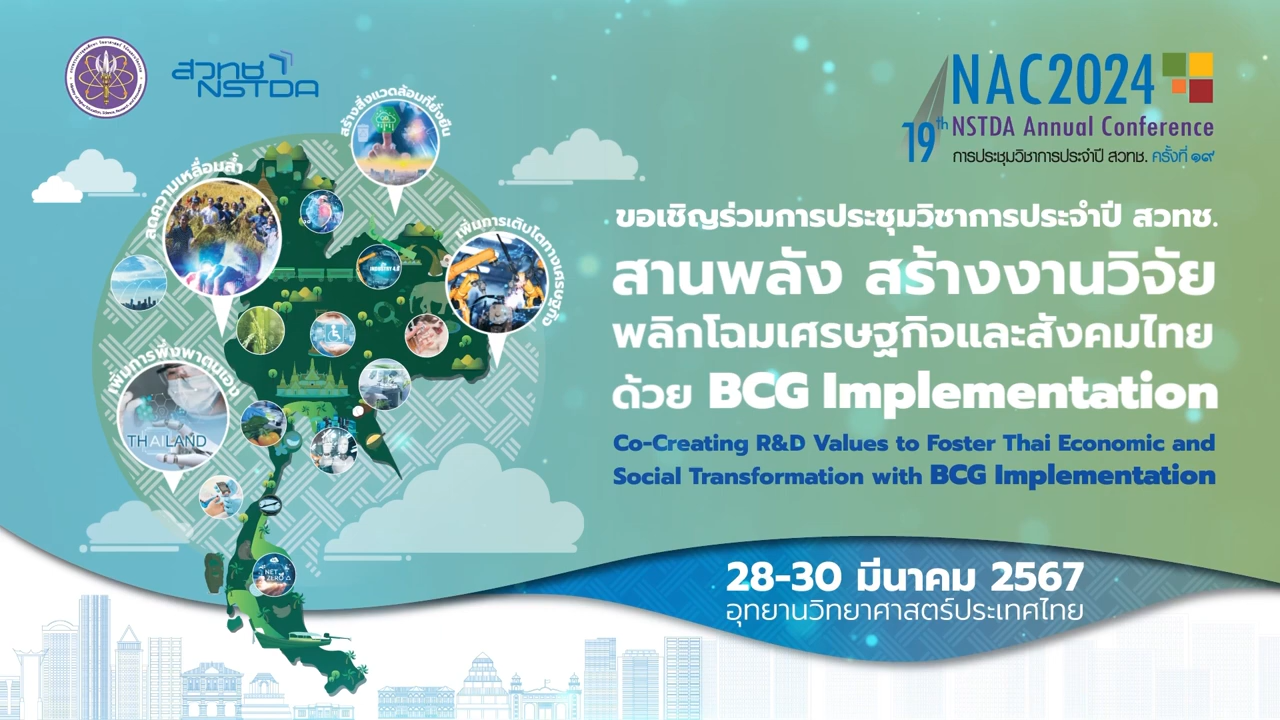 สวทช
NSTDA
NAC2024
19th NSTDA Annual Conference
การประชุมวิชาการประจำปี สวทช. ครั้งที่ ๑๙
สร้างสิ่งแวดล้อมที่ยั่งยืน
ลดความเหลื่อมล้ำ
เพิ่มการเติบโตทางเศรษฐกิจ
INDUSTRY 4.0
เพิ่มการพึ่งพาตนเอง
THAILAND
NET ZERO
ขอเชิญร่วมการประชุมวิชาการประจำปี สวทช.
สานพลัง สร้างงานวิจัย
พลิกโฉมเศรษฐกิจและสังคมไทย
ด้วย BCG Implementation
Co-Creating R&D Values to Foster Thai Economic and
Social Transformation with BCG Implementation
28-30 มีนาคม 2567
อุทยานวิทยาศาสตร์ประเทศไทย